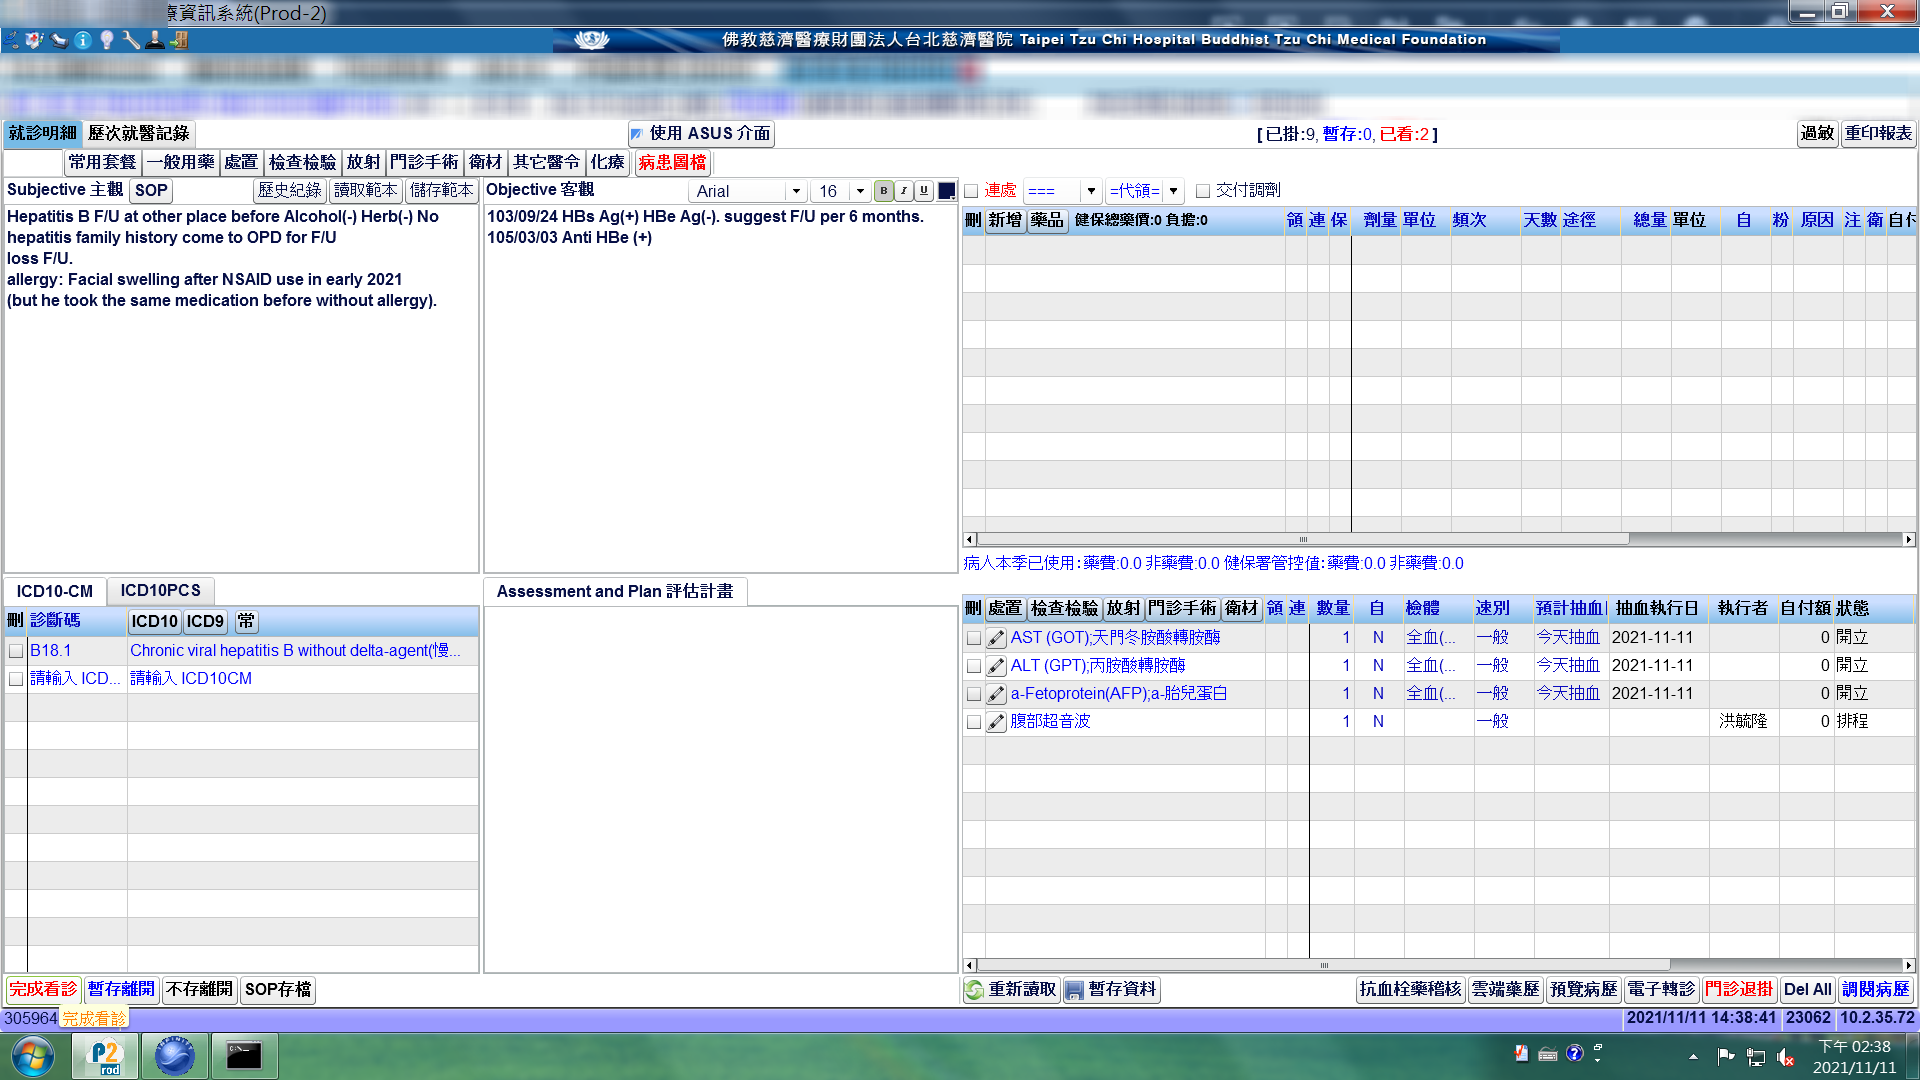 療資訊系統(Prod-2)
佛教慈濟醫療財團法人台北慈濟醫院 Taipei Tzu Chi Hospital Buddhist Tzu Chi Medical Foundation
就診明細 歷次就醫記錄 使用 ASUS 介面 [已掛:9, 暫存:0, 已看:2] 過敏 重印報表
常用套餐 一般用藥 處置 檢查檢驗 放射 門診手術 衛材 其它醫令 化療 病患圖檔
Subjective 主觀 SOP 歷史紀錄 讀取範本 儲存範本 Objective 客觀 Arial 16 B I U 連處 === =代領= 交付調劑
Hepatitis B F/U at other place before Alcohol(-) Herb(-) No
hepatitis family history come to OPD for F/U
loss F/U.
allergy: Facial swelling after NSAID use in early 2021
(but he took the same medication before without allergy).
103/09/24 HBs Ag(+) HBe Ag(-). suggest F/U per 6 months.
105/03/03 Anti HBe (+)
刪 新增 藥品 健保總藥價:0 負擔:0 領 連 保 劑量 單位 頻次 天數 途徑 總量 單位 自 粉 原因 注 衛 自付
病人本季已使用:藥費:0.0 非藥費:0.0 健保署管控值:藥費:0.0 非藥費:0.0
ICD10-CM ICD10PCS
刪 診斷碼 ICD10 ICD9 常
B18.1 Chronic viral hepatitis B without delta-agent(慢...
請輸入 ICD... 請輸入 ICD10CM
Assessment and Plan 評估計畫
刪 處置 檢查檢驗 放射 門診手術 衛材 領 連 數量 自 檢體 速別 預計抽血 抽血執行日 執行者 自付額 狀態
AST (GOT);天門冬胺酸轉胺酶 1 N 全血(... 一般 今天抽血 2021-11-11 0 開立
ALT (GPT);丙胺酸轉胺酶 1 N 全血(... 一般 今天抽血 2021-11-11 0 開立
a-Fetoprotein(AFP);a-胎兒蛋白 1 N 全血(... 一般 今天抽血 2021-11-11 0 開立
腹部超音波 1 N 一般 洪毓隆 0 排程
完成看診 暫存離開 不存離開 SOP存檔 重新讀取 暫存資料 抗血栓藥稽核 雲端藥歷 預覽病歷 電子轉診 門診退掛 Del All 調閱病歷
305964 完成看診 2021/11/11 14:38:41 23062 10.2.35.72
P2 rod 下午 02:38
2021/11/11